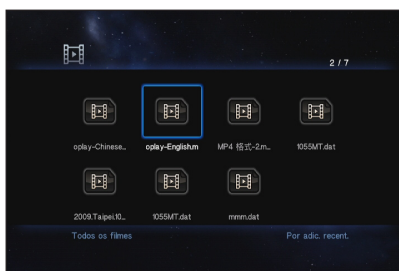 2 / 7
oplay-Chinese...
oplay-English.m
MP4 格式-2.m...
1055MT.dat
2009.Taipei.10...
1055MT.dat
mmm.dat
Todos os filmes
Por adic. recent.